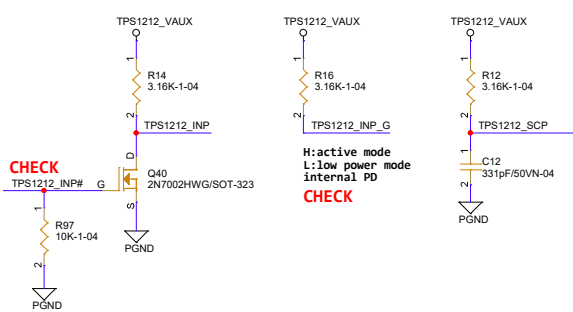 TPS1212_VAUX
1
R14
3.16K-1-04
2
TPS1212_INP
D
CHECK
TPS1212_INP#
G
Q40
2N7002HWG/SOT-323
S
1
R97
10K-1-04
2
PGND
PGND
TPS1212_VAUX
1
R16
3.16K-1-04
2
TPS1212_INP_G
H:active mode
L:low power mode
internal PD
CHECK
TPS1212_VAUX
1
R12
3.16K-1-04
2
TPS1212_SCP
1
C12
331pF/50VN-04
2
PGND